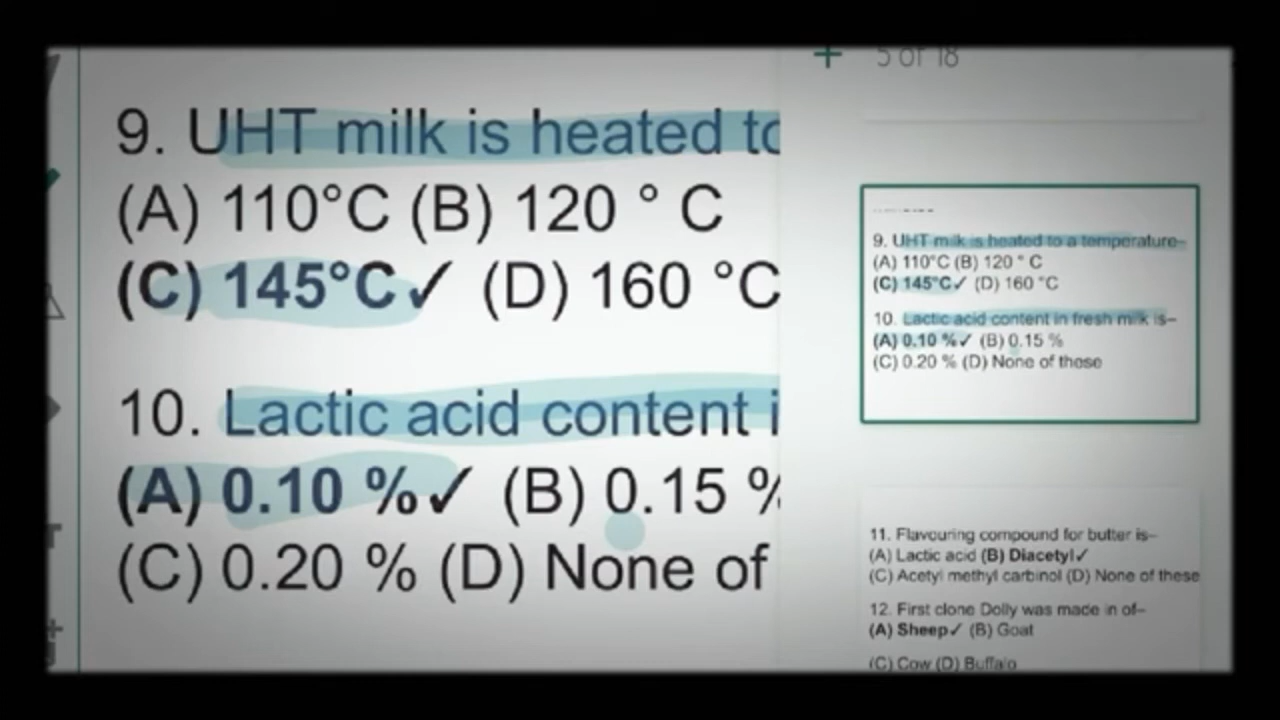 9. UHT milk is heated to
(A) 110°C (B) 120 ° C
(C) 145°C✓ (D) 160 °C
10. Lactic acid content i
(A) 0.10 %✓ (B) 0.15 %
(C) 0.20 % (D) None of
5 of 18
9. UHT milk is heated to a temperature–
(A) 110°C (B) 120 ° C
(C) 145°C✓ (D) 160 °C
10. Lactic acid content in fresh milk is–
(A) 0.10 %✓ (B) 0.15 %
(C) 0.20 % (D) None of these
11. Flavouring compound for butter is–
(A) Lactic acid (B) Diacetyl✓
(C) Acetyl methyl carbinol (D) None of these
12. First clone Dolly was made in of–
(A) Sheep✓ (B) Goat
(C) Cow (D) Buffalo